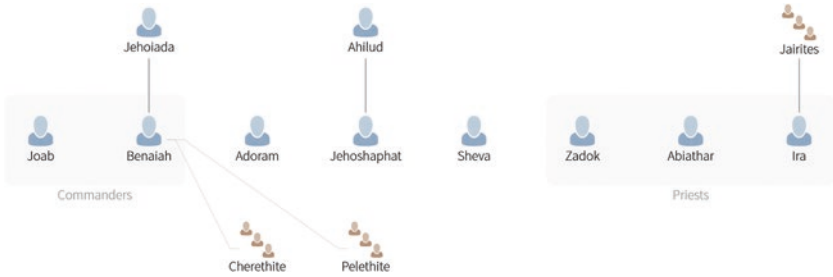 Jehoiada
Ahilud
Jairites
Joab
Benaiah
Adoram
Jehoshaphat
Sheva
Zadok
Abiathar
Ira
Commanders
Priests
Cherethite
Pelethite